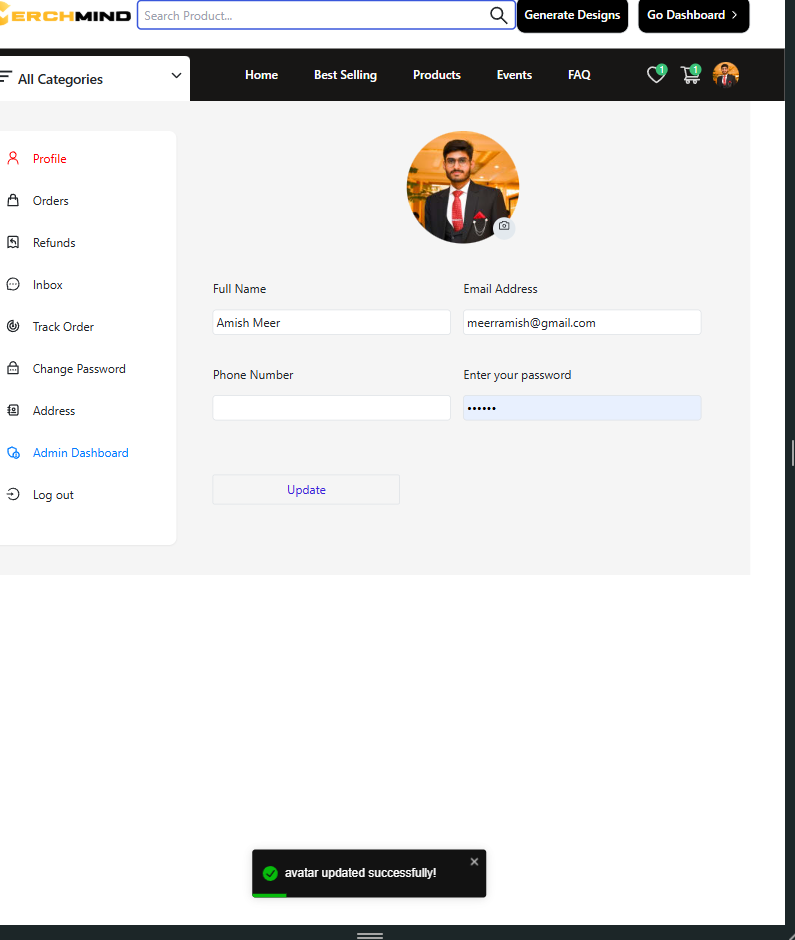 ERCHMIND
Search Product...
Generate Designs
Go Dashboard
All Categories
Home
Best Selling
Products
Events
FAQ
1
1
Profile
Orders
Refunds
Inbox
Track Order
Change Password
Address
Admin Dashboard
Log out
Full Name
Email Address
Amish Meer
meerramish@gmail.com
Phone Number
Enter your password
••••••
Update
avatar updated successfully!